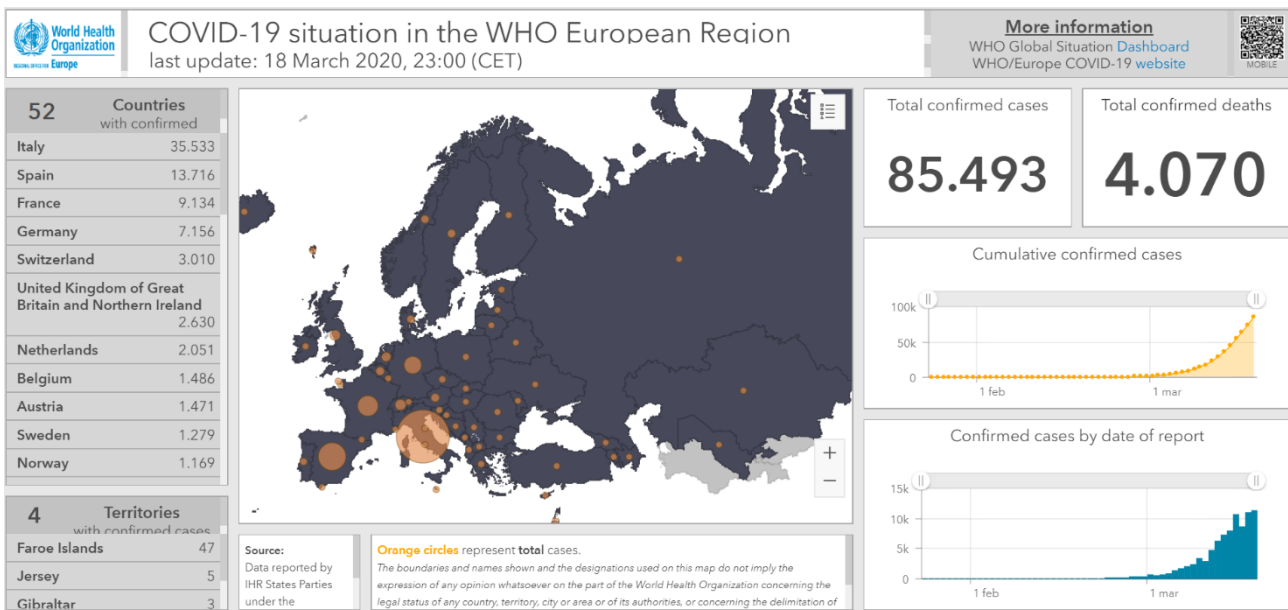 World Health
Organization
REGIONAL OFFICE FOR Europe
COVID-19 situation in the WHO European Region
last update: 18 March 2020, 23:00 (CET)
More information
WHO Global Situation Dashboard
WHO/Europe COVID-19 website
MOBILE
52 Countries
with confirmed
Italy 35.533
Spain 13.716
France 9.134
Germany 7.156
Switzerland 3.010
United Kingdom of Great
Britain and Northern Ireland
2.630
Netherlands 2.051
Belgium 1.486
Austria 1.471
Sweden 1.279
Norway 1.169
4 Territories
with confirmed cases
Faroe Islands 47
Jersey 5
Gibraltar 3
+
−
Source:
Data reported by
IHR States Parties
under the
Orange circles represent total cases.
The boundaries and names shown and the designations used on this map do not imply the
expression of any opinion whatsoever on the part of the World Health Organization concerning the
legal status of any country, territory, city or area or of its authorities, or concerning the delimitation of
Total confirmed cases
85.493
Total confirmed deaths
4.070
Cumulative confirmed cases
100k
50k
0
1 feb 1 mar
Confirmed cases by date of report
15k
10k
5k
0
1 feb 1 mar